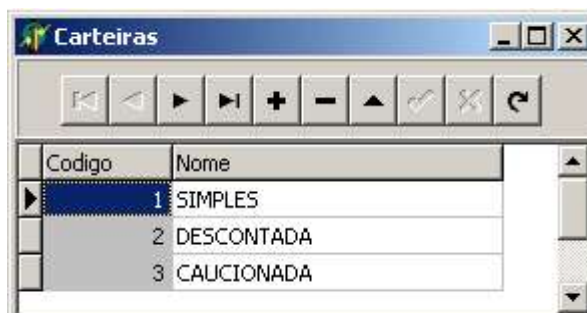 Carteiras
Codigo Nome
1 SIMPLES
2 DESCONTADA
3 CAUCIONADA